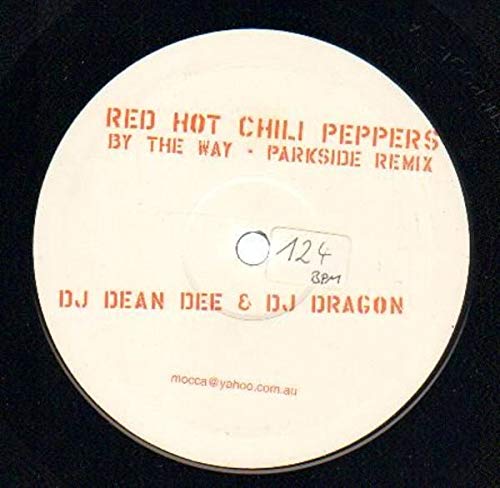 RED HOT CHILI PEPPERS
BY THE WAY - PARKSIDE REMIX
124
BPM
DJ DEAN DEE & DJ DRAGON
mocca@yahoo.com.au